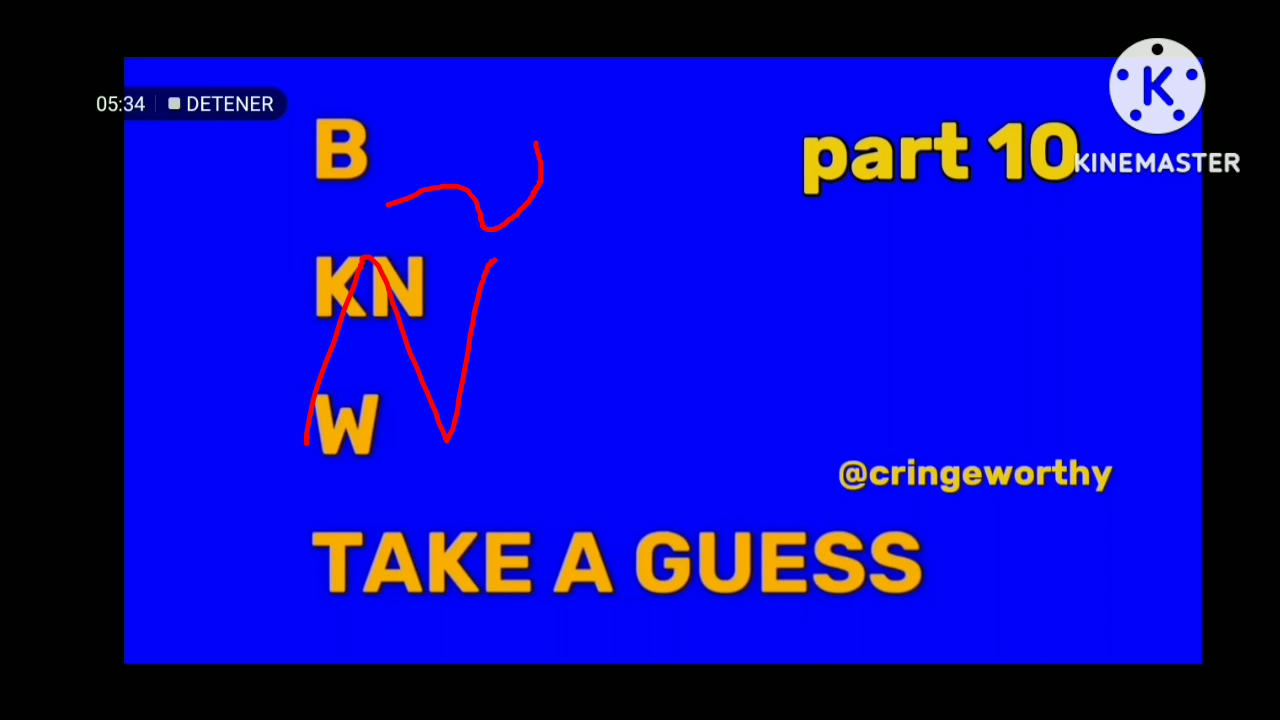 05:34 DETENER
B
part 10
K
KINEMASTER
KN
W
@cringeworthy
TAKE A GUESS